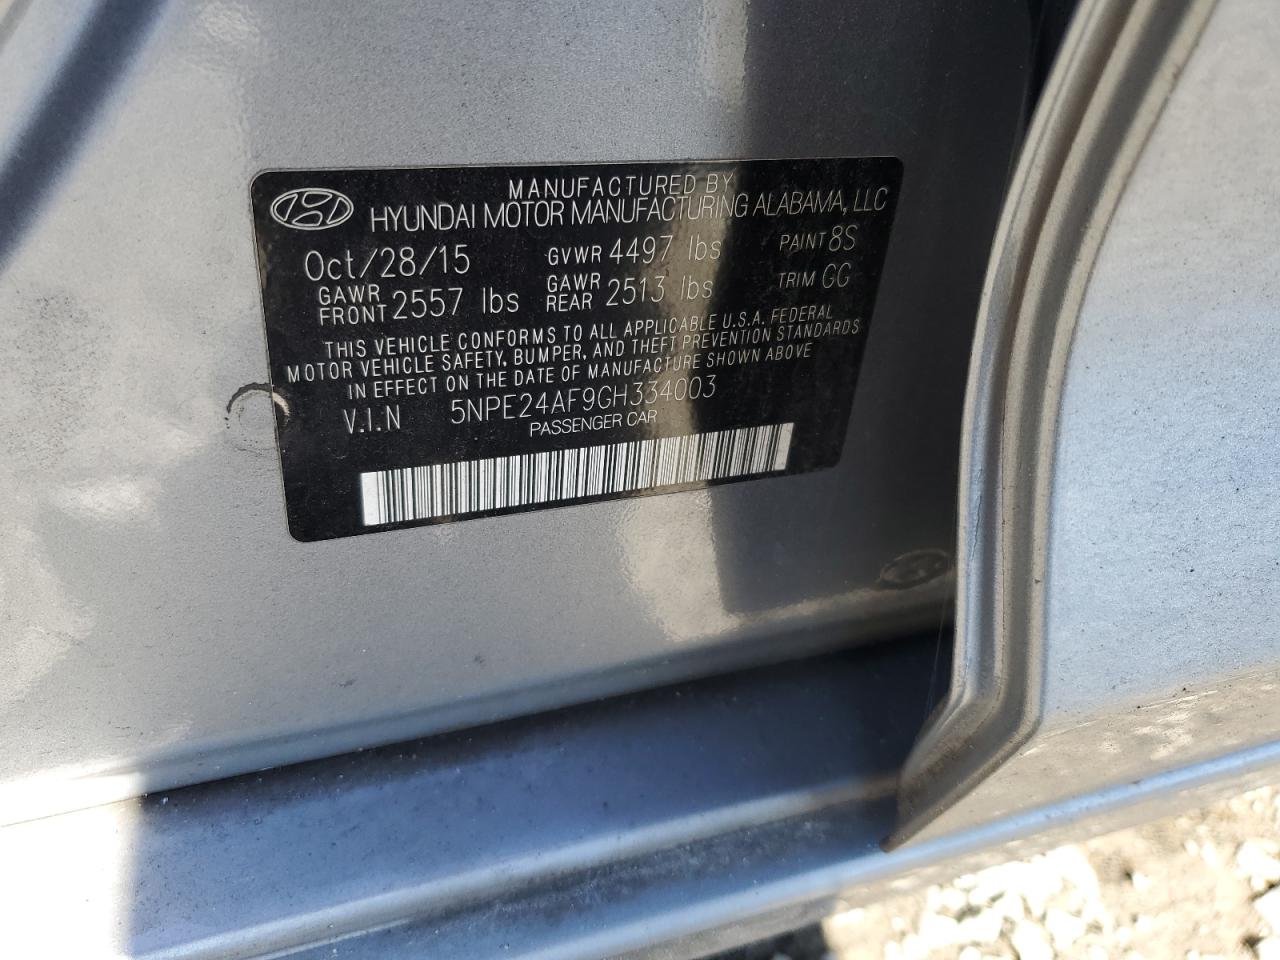 MANUFACTURED BY
HYUNDAI MOTOR MANUFACTURING ALABAMA, LLC
Oct/28/15 GVWR 4497 lbs PAINT 8S
GAWR FRONT 2557 lbs GAWR REAR 2513 lbs TRIM GG
THIS VEHICLE CONFORMS TO ALL APPLICABLE U.S.A. FEDERAL
MOTOR VEHICLE SAFETY, BUMPER, AND THEFT PREVENTION STANDARDS
IN EFFECT ON THE DATE OF MANUFACTURE SHOWN ABOVE
V.I.N 5NPE24AF9GH334003
PASSENGER CAR